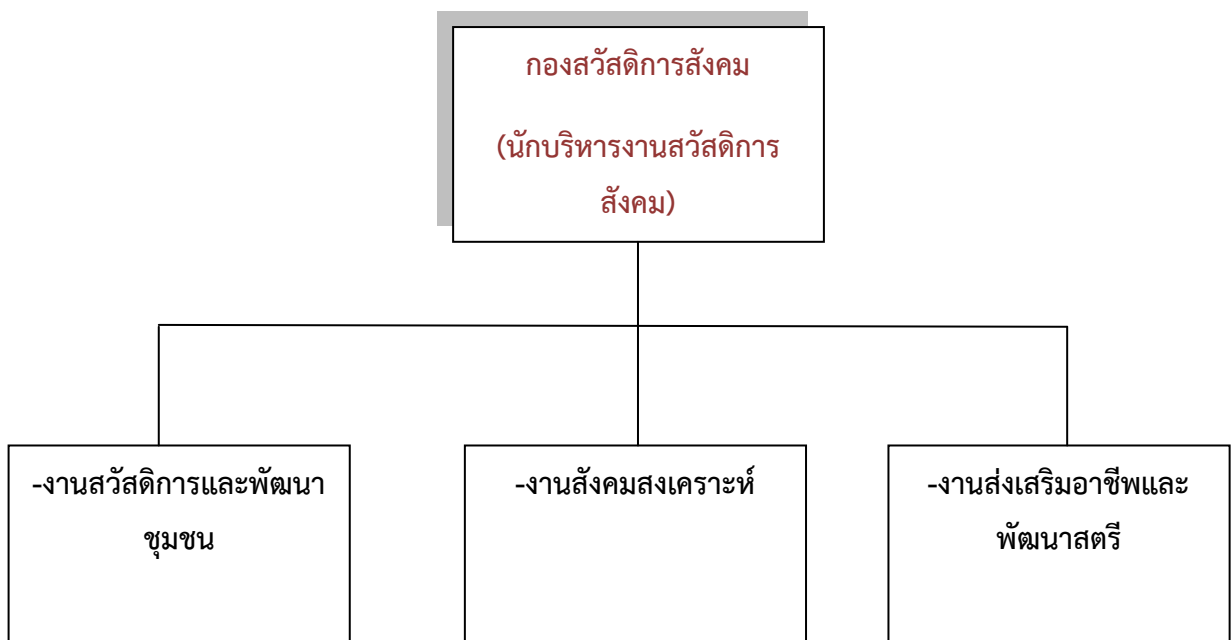 กองสวัสดิการสังคม
(นักบริหารงานสวัสดิการ
สังคม)
-งานสวัสดิการและพัฒนา
ชุมชน
-งานสังคมสงเคราะห์
-งานส่งเสริมอาชีพและ
พัฒนาสตรี